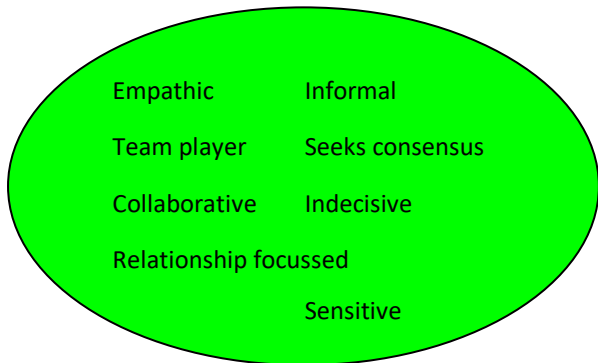 Empathic Informal
Team player Seeks consensus
Collaborative Indecisive
Relationship focussed
Sensitive